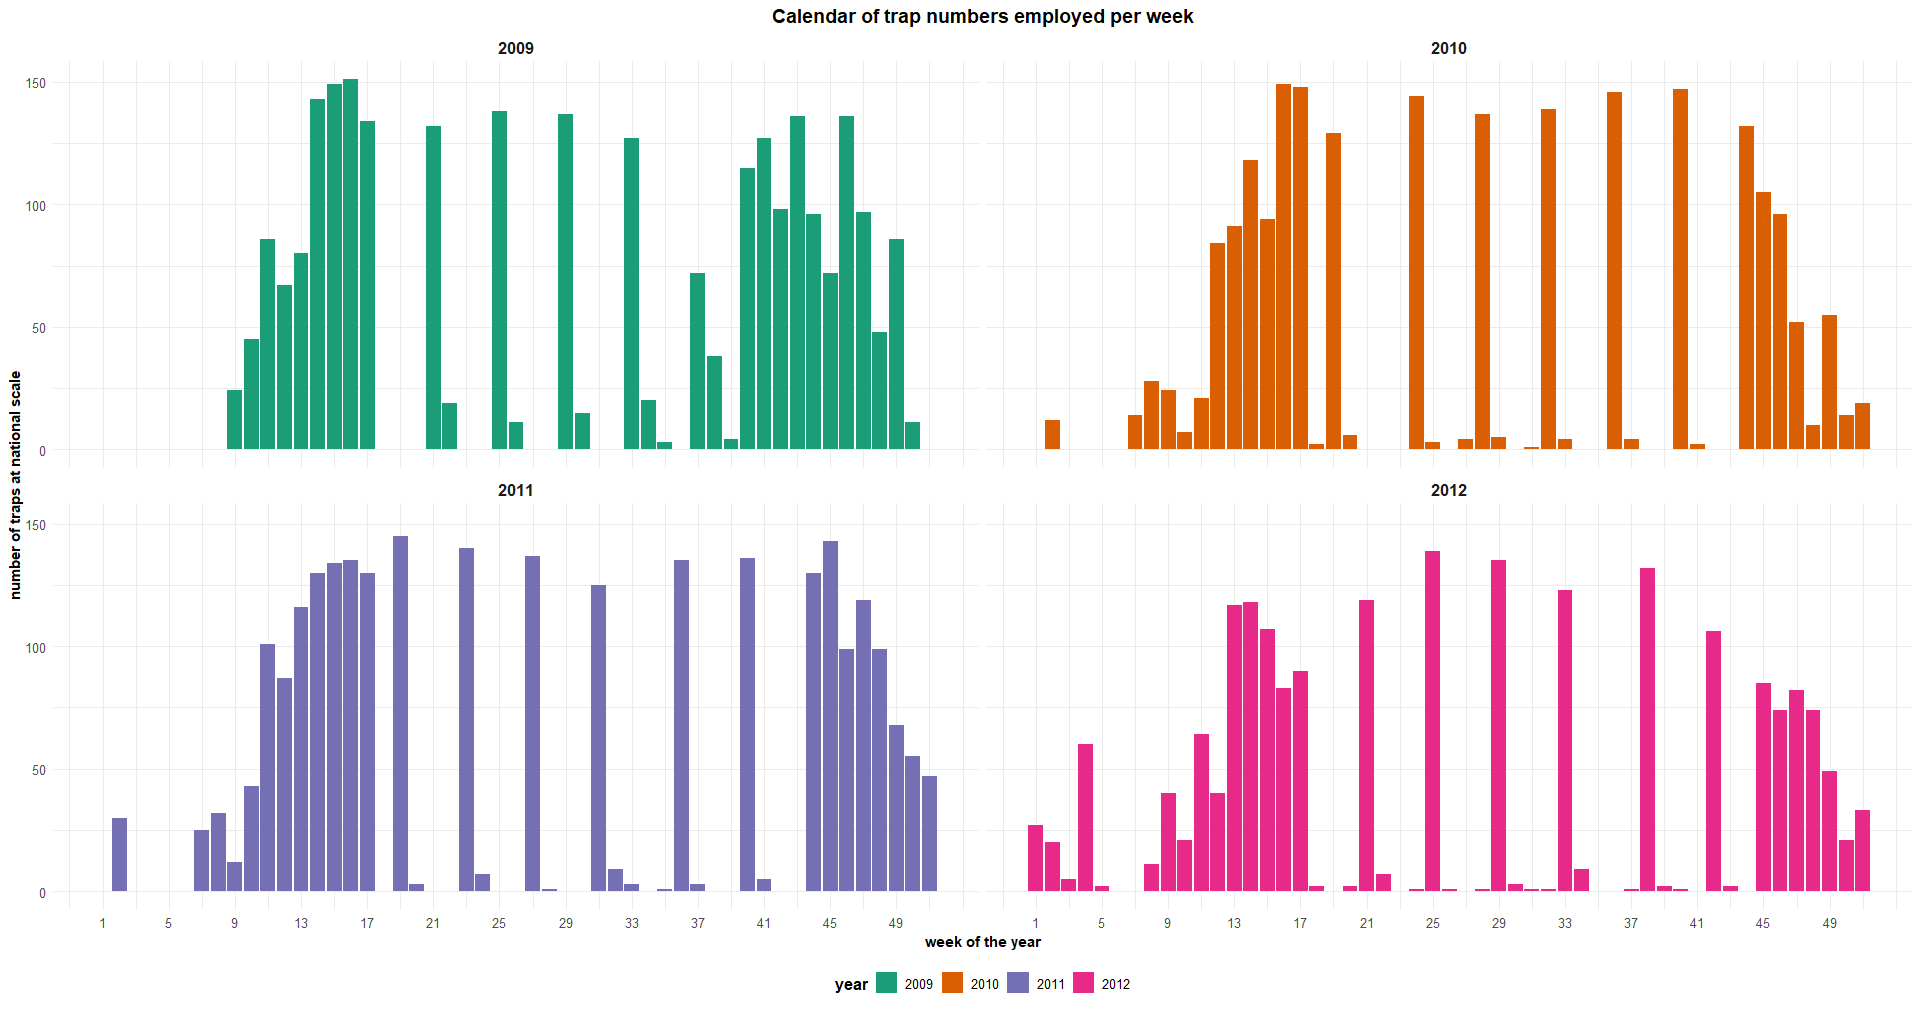 Calendar of trap numbers employed per week
2009
2010
150
100
50
0
2011
2012
150
100
50
0
number of traps at national scale
1 5 9 13 17 21 25 29 33 37 41 45 49
1 5 9 13 17 21 25 29 33 37 41 45 49
week of the year
year 2009 2010 2011 2012